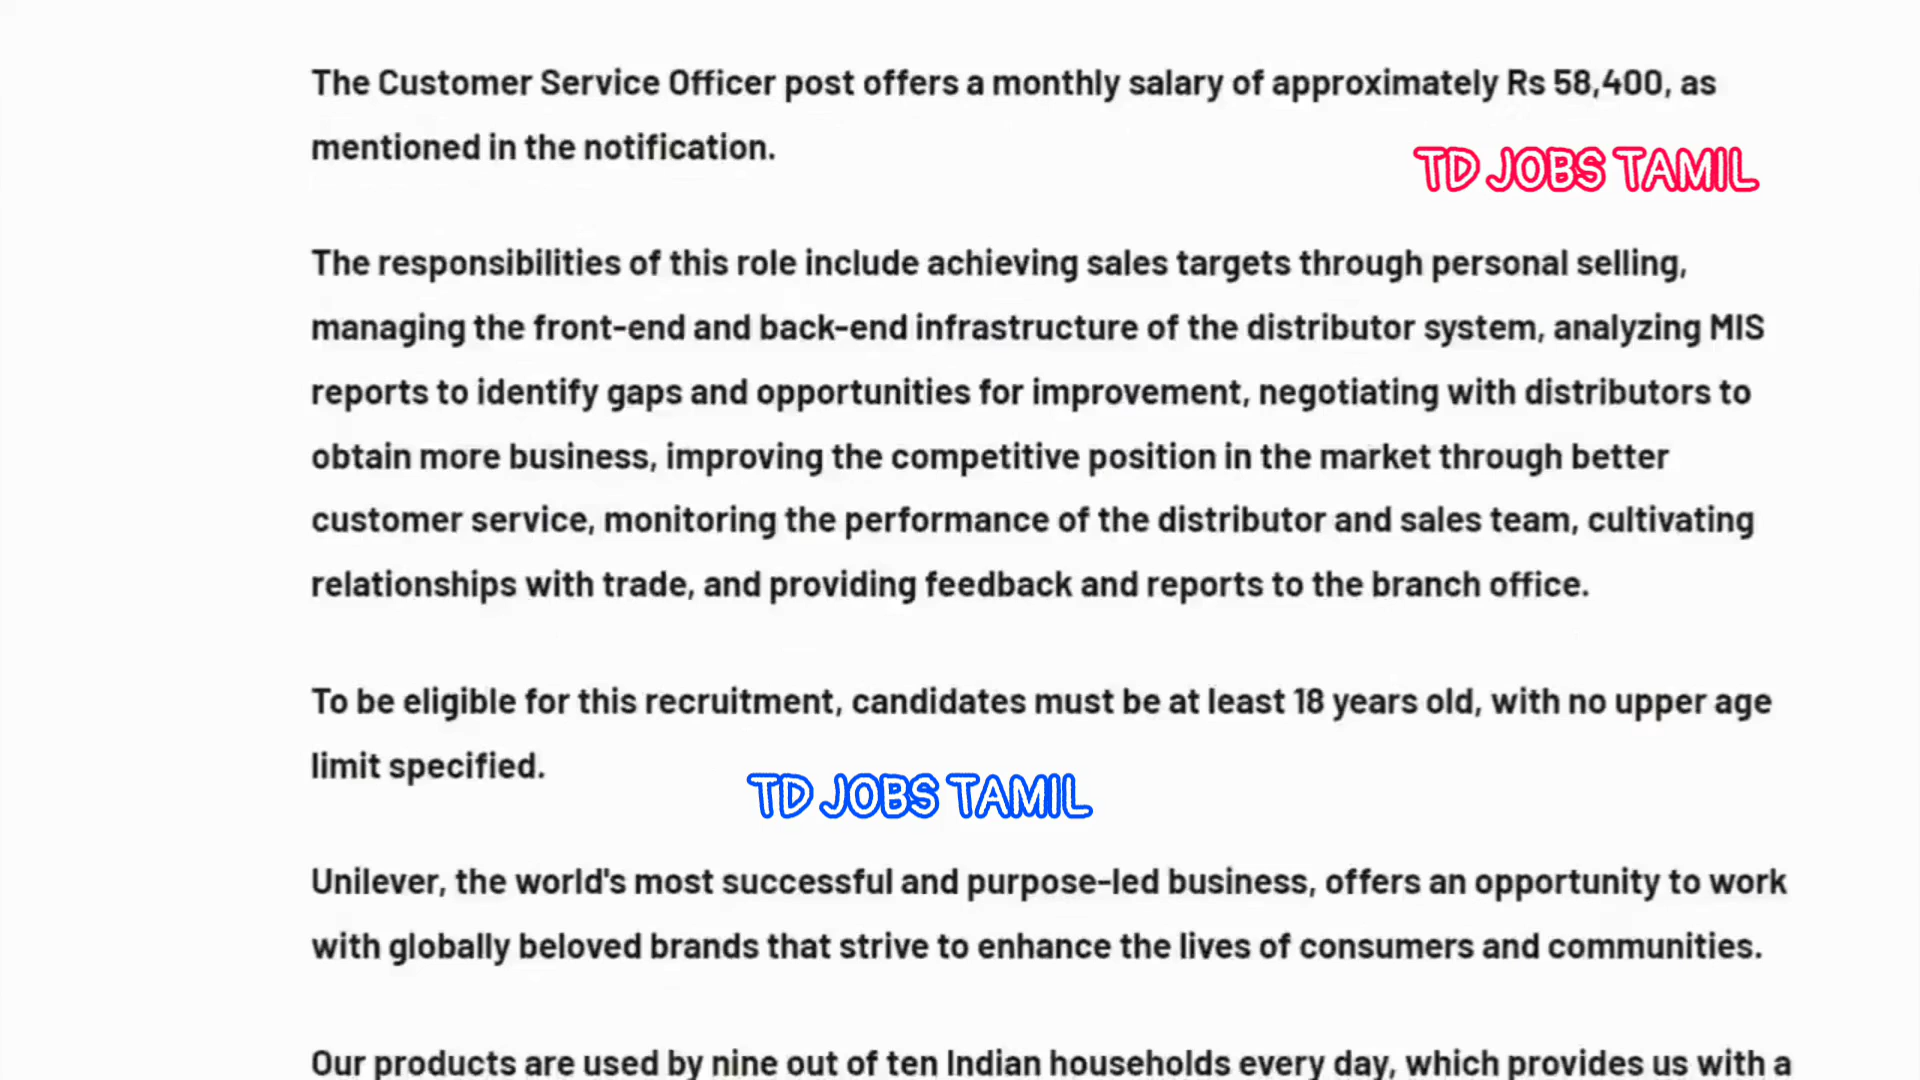 The Customer Service Officer post offers a monthly salary of approximately Rs 58,400, as
mentioned in the notification.
TD JOBS TAMIL
The responsibilities of this role include achieving sales targets through personal selling,
managing the front-end and back-end infrastructure of the distributor system, analyzing MIS
reports to identify gaps and opportunities for improvement, negotiating with distributors to
obtain more business, improving the competitive position in the market through better
customer service, monitoring the performance of the distributor and sales team, cultivating
relationships with trade, and providing feedback and reports to the branch office.
To be eligible for this recruitment, candidates must be at least 18 years old, with no upper age
limit specified.
TD JOBS TAMIL
Unilever, the world's most successful and purpose-led business, offers an opportunity to work
with globally beloved brands that strive to enhance the lives of consumers and communities.
Our products are used by nine out of ten Indian households every day, which provides us with a